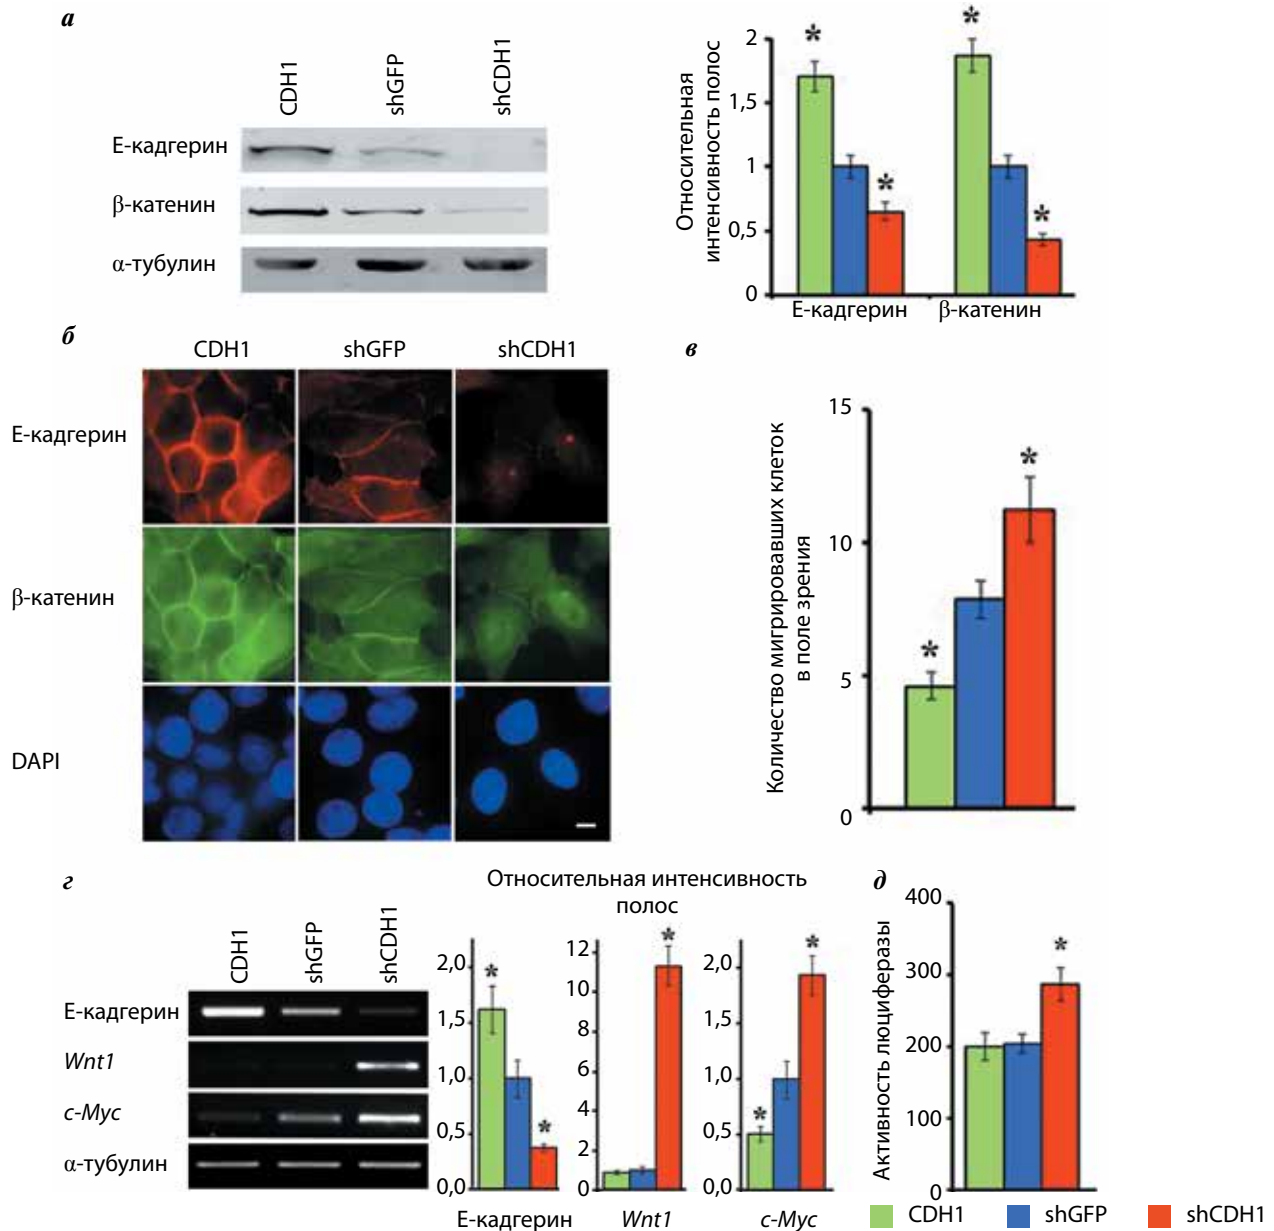 а
CDH1
shGFP
shCDH1
Е-кадгерин
β-катенин
α-тубулин
Относительная
интенсивность полос
2
1,5
1
0,5
0
*
*
*
*
Е-кадгерин
β-катенин
б
CDH1
shGFP
shCDH1
Е-кадгерин
β-катенин
DAPI
в
Количество мигрировавших клеток
в поле зрения
15
10
5
0
*
*
г
CDH1
shGFP
shCDH1
Е-кадгерин
Wnt1
c-Myc
α-тубулин
Относительная интенсивность
полос
2,0
1,5
1,0
0,5
0,0
*
*
Е-кадгерин
12
10
8
6
4
2
0
*
Wnt1
2,0
1,5
1,0
0,5
0,0
*
*
c-Myc
д
Активность люциферазы
400
300
200
100
0
*
CDH1
shGFP
shCDH1